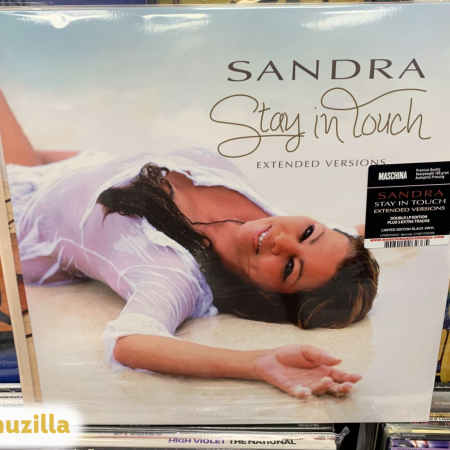 SANDRA
Stay in Touch
EXTENDED VERSIONS
MASCHINA
SANDRA
STAY IN TOUCH
EXTENDED VERSIONS
DOUBLE LP EDITION
PLUS 3 EXTRA TRACKS
LIMITED EDITION BLACK VINYL
uzilla
HIGH VIOLET THE NATIONAL